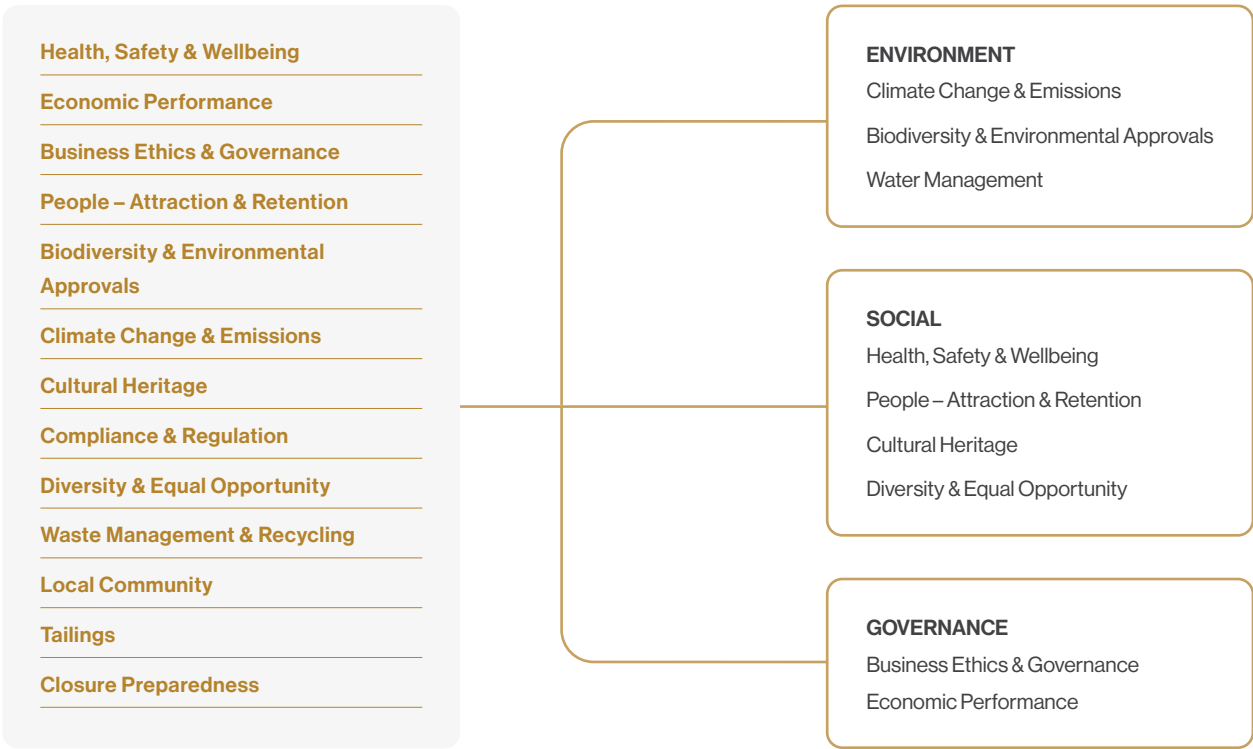 Health, Safety & Wellbeing
Economic Performance
Business Ethics & Governance
People – Attraction & Retention
Biodiversity & Environmental
Approvals
Climate Change & Emissions
Cultural Heritage
Compliance & Regulation
Diversity & Equal Opportunity
Waste Management & Recycling
Local Community
Tailings
Closure Preparedness
ENVIRONMENT
Climate Change & Emissions
Biodiversity & Environmental Approvals
Water Management
SOCIAL
Health, Safety & Wellbeing
People – Attraction & Retention
Cultural Heritage
Diversity & Equal Opportunity
GOVERNANCE
Business Ethics & Governance
Economic Performance